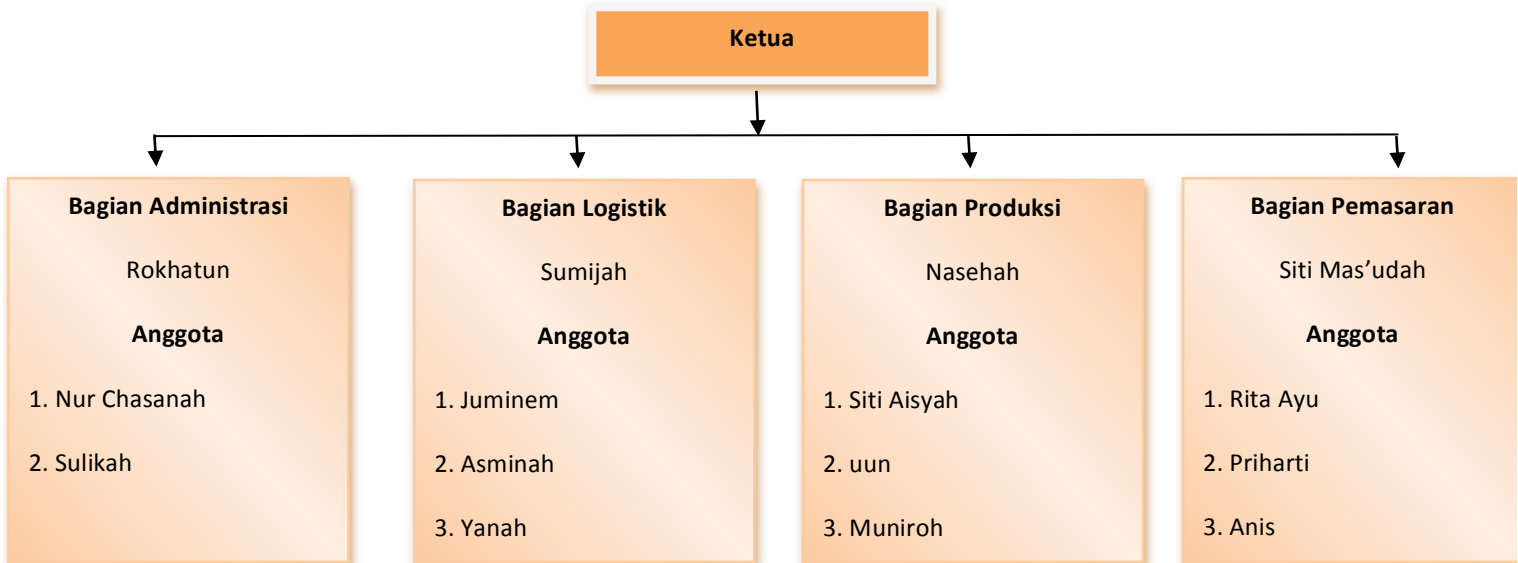 Ketua
Bagian Administrasi
Rokhatun
Anggota
1. Nur Chasanah
2. Sulikah
Bagian Logistik
Sumijah
Anggota
1. Juminem
2. Asminah
3. Yanah
Bagian Produksi
Nasehah
Anggota
1. Siti Aisyah
2. uun
3. Muniroh
Bagian Pemasaran
Siti Mas’udah
Anggota
1. Rita Ayu
2. Priharti
3. Anis